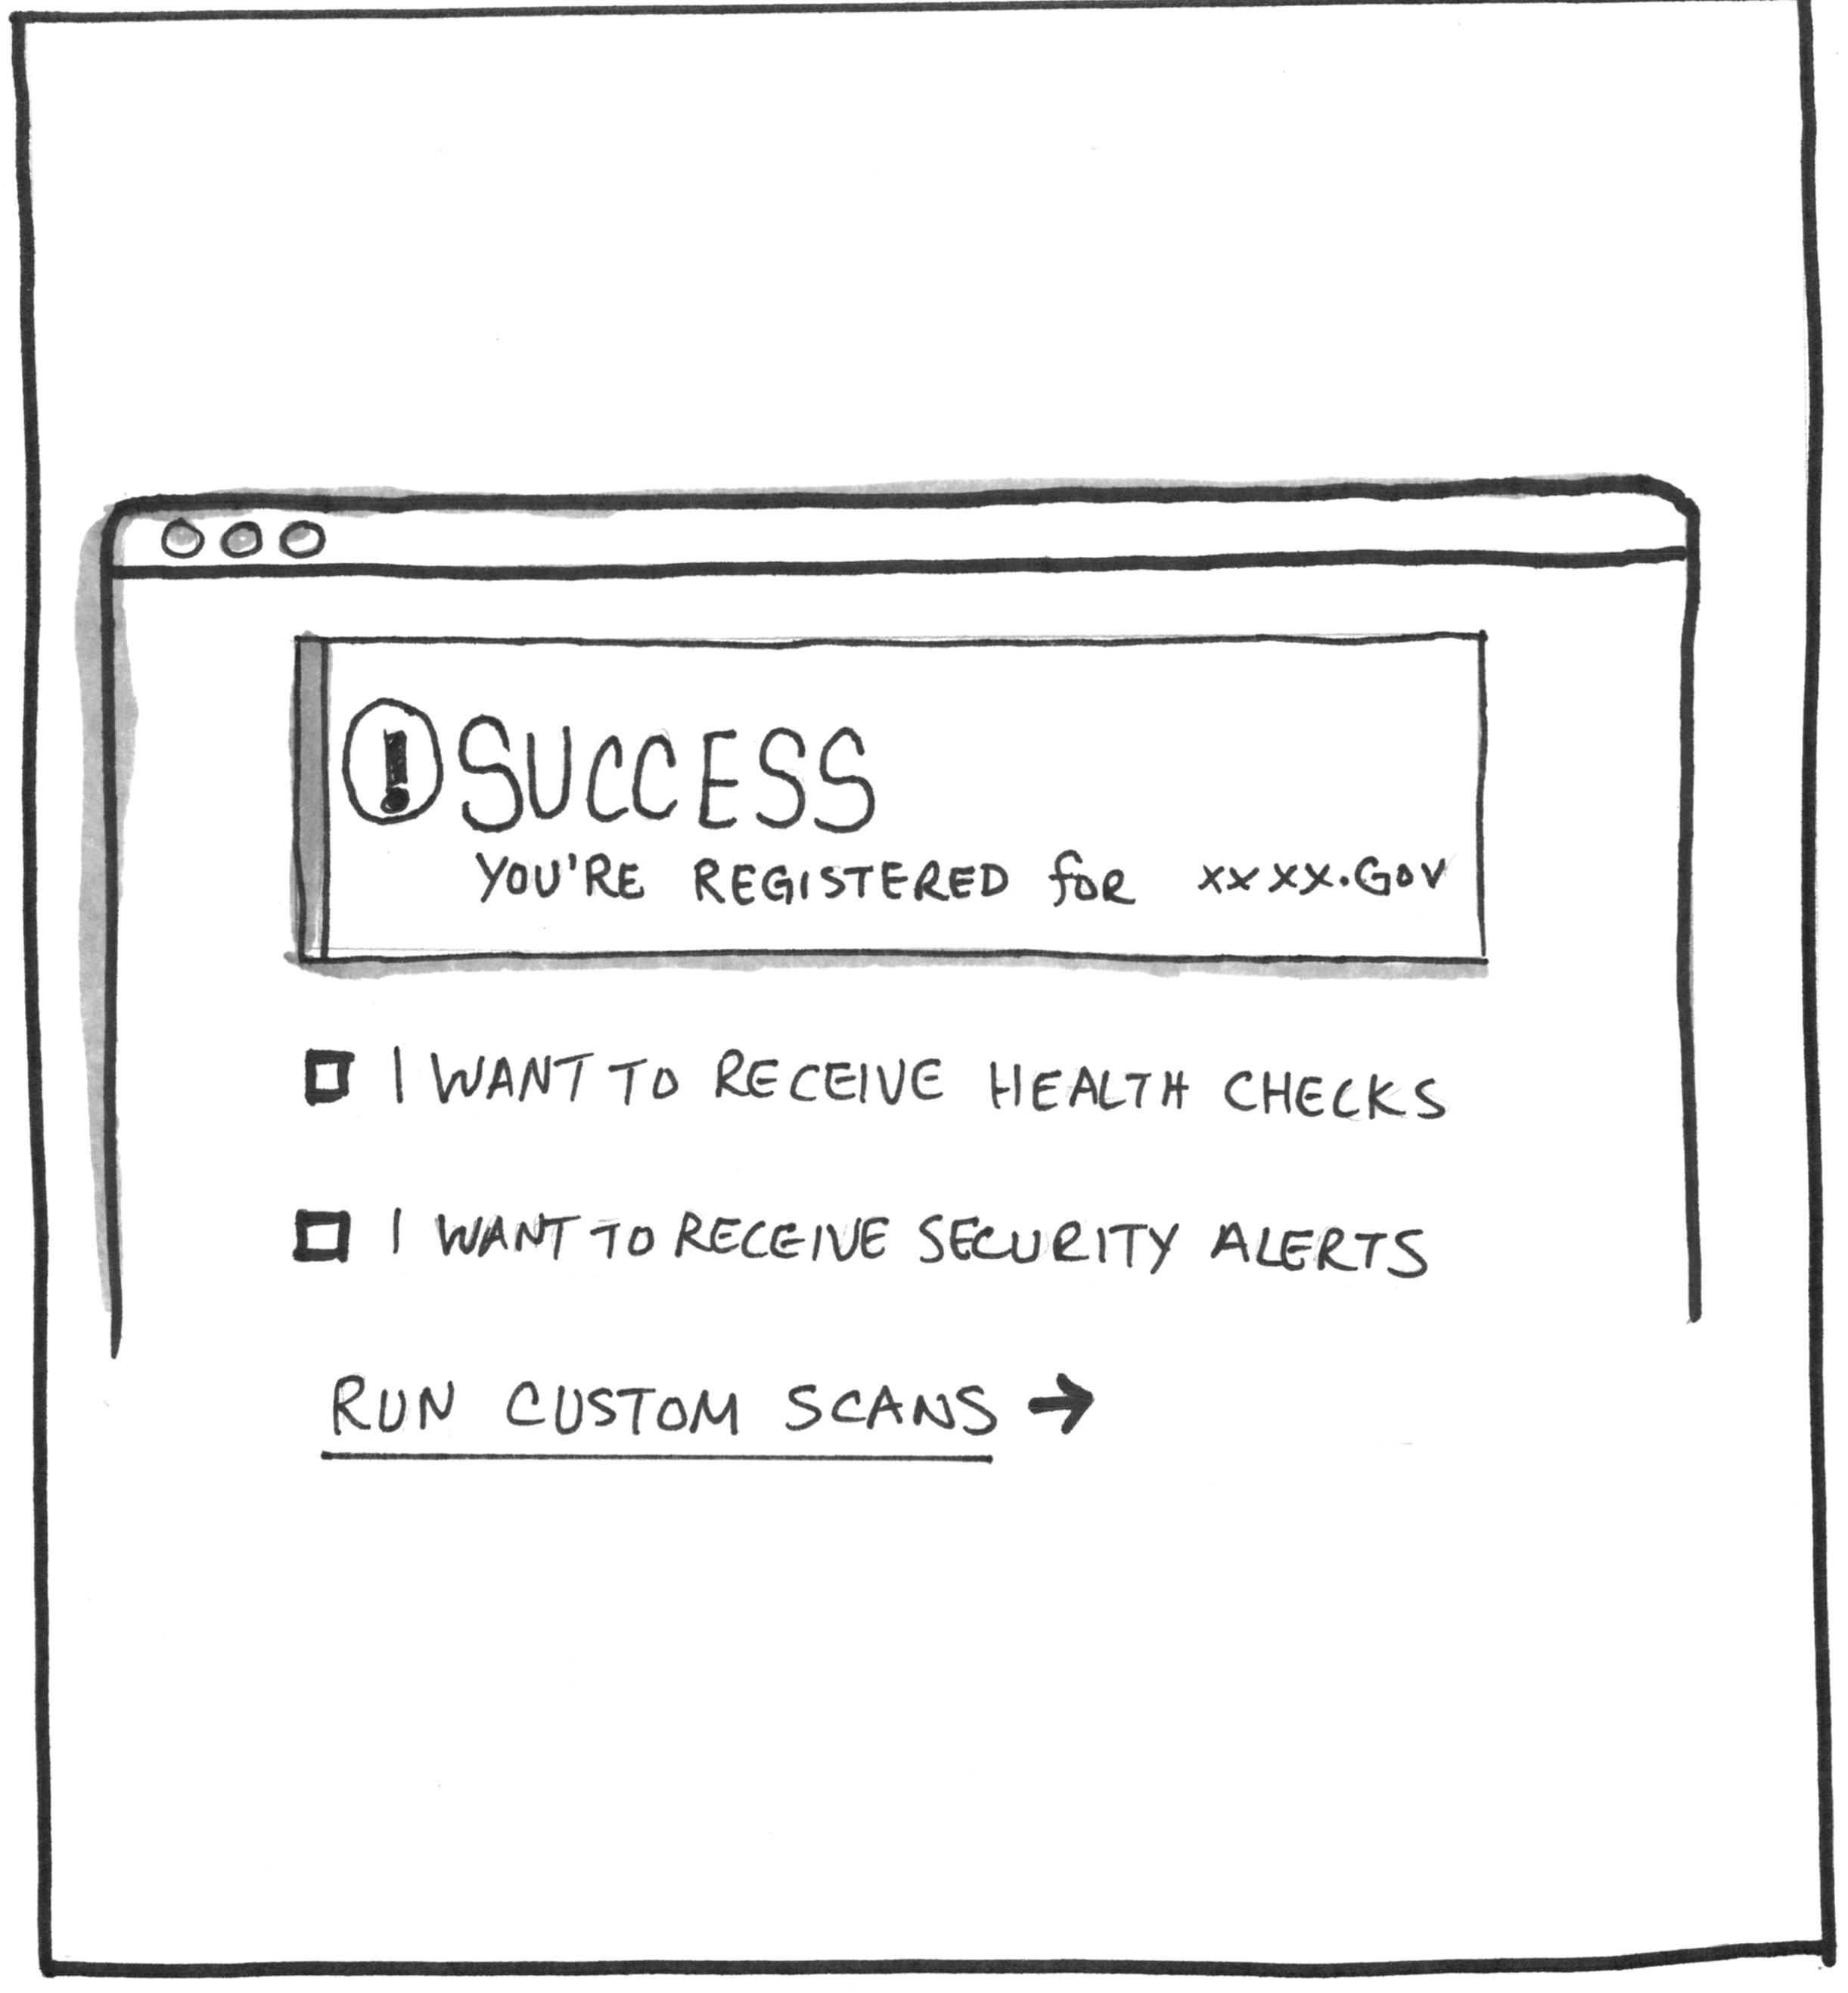 ! SUCCESS
YOU'RE REGISTERED for xxxx.GOV
I WANT TO RECEIVE HEALTH CHECKS
I WANT TO RECEIVE SECURITY ALERTS
RUN CUSTOM SCANS →